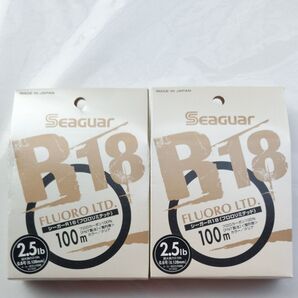 MADE IN JAPAN
Seaguar
R18
FLUORO LTD.
シーガーR18 [フロロリミテッド]
100m
2.5lb
MADE IN JAPAN
Seaguar
R18
FLUORO LTD.
シーガーR18 [フロロリミテッド]
100m
2.5lb